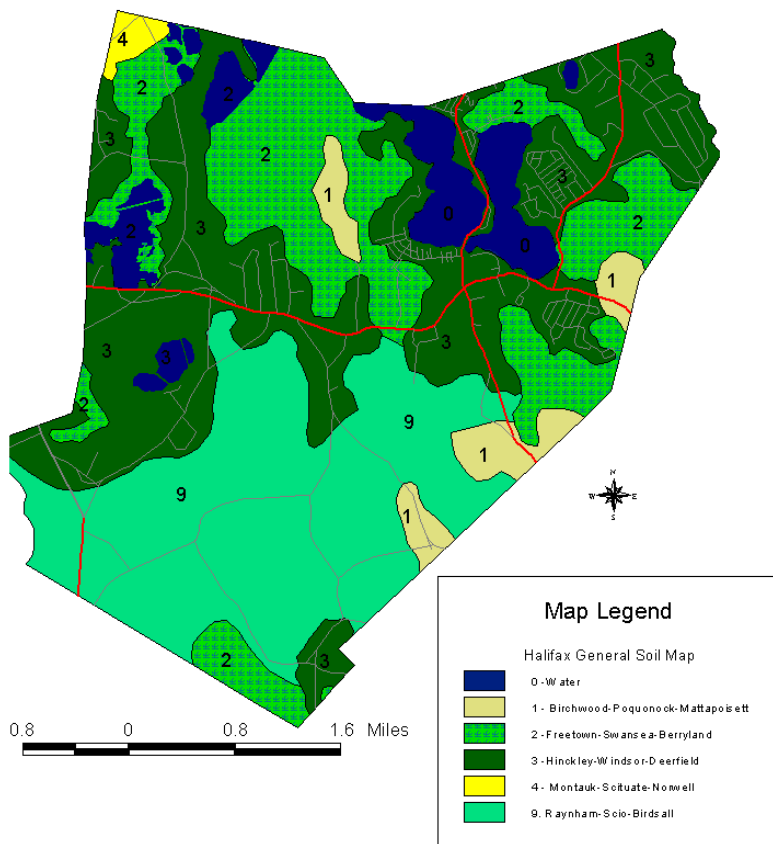 4
3
2
2
2
2
3
1
3
2
0
2
3
0
1
3
3
3
2
9
1
9
1
2
3
N
W E
S
Map Legend
Halifax General Soil Map
0-Water
1 - Birchwood-Poquonock-Mattapoisett
2 -Freetown-Swansea-Berryland
3 -Hinckley-Windsor-Deerfield
4 - Montauk-Scituate-Norwell
9. Raynham-Scio-Birdsall
0.8 0 0.8 1.6 Miles